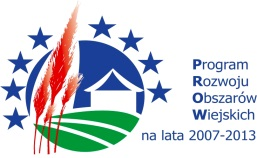 Program
Rozwoju
Obszarów
Wiejskich
na lata 2007-2013